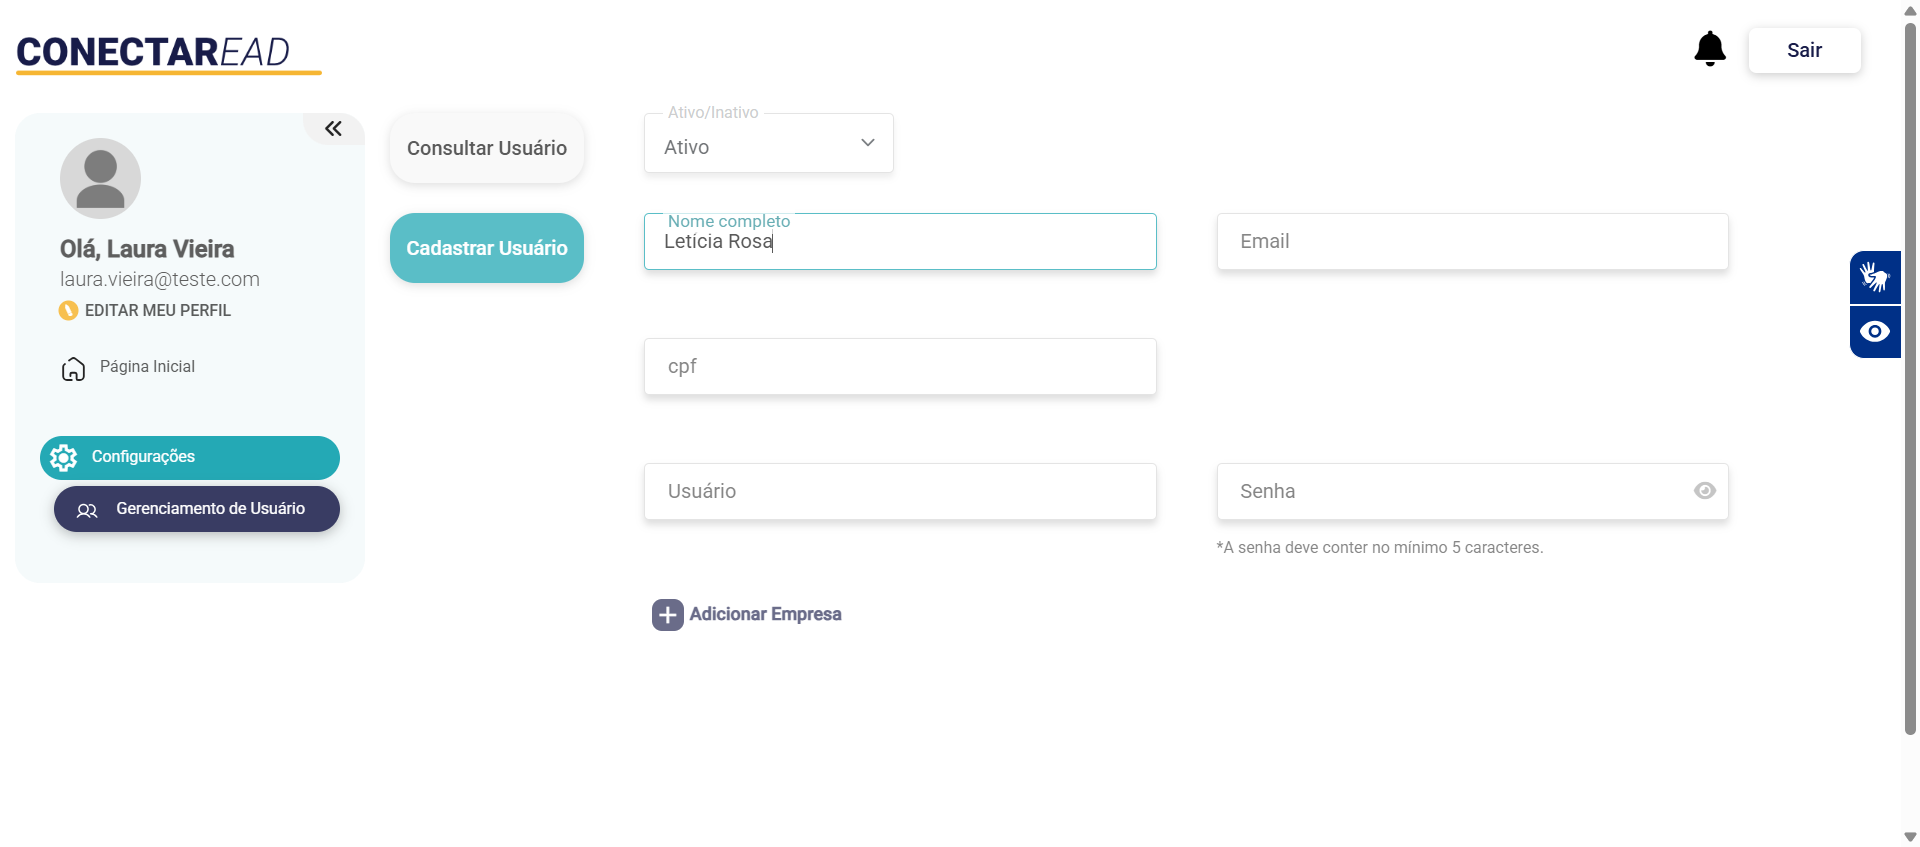 CONECTAREAD
Sair
Olá, Laura Vieira
laura.vieira@teste.com
EDITAR MEU PERFIL
Página Inicial
Configurações
Gerenciamento de Usuário
Consultar Usuário
Cadastrar Usuário
Ativo/Inativo
Ativo
Nome completo
Letícia Rosa
Email
cpf
Usuário
Senha
*A senha deve conter no mínimo 5 caracteres.
Adicionar Empresa